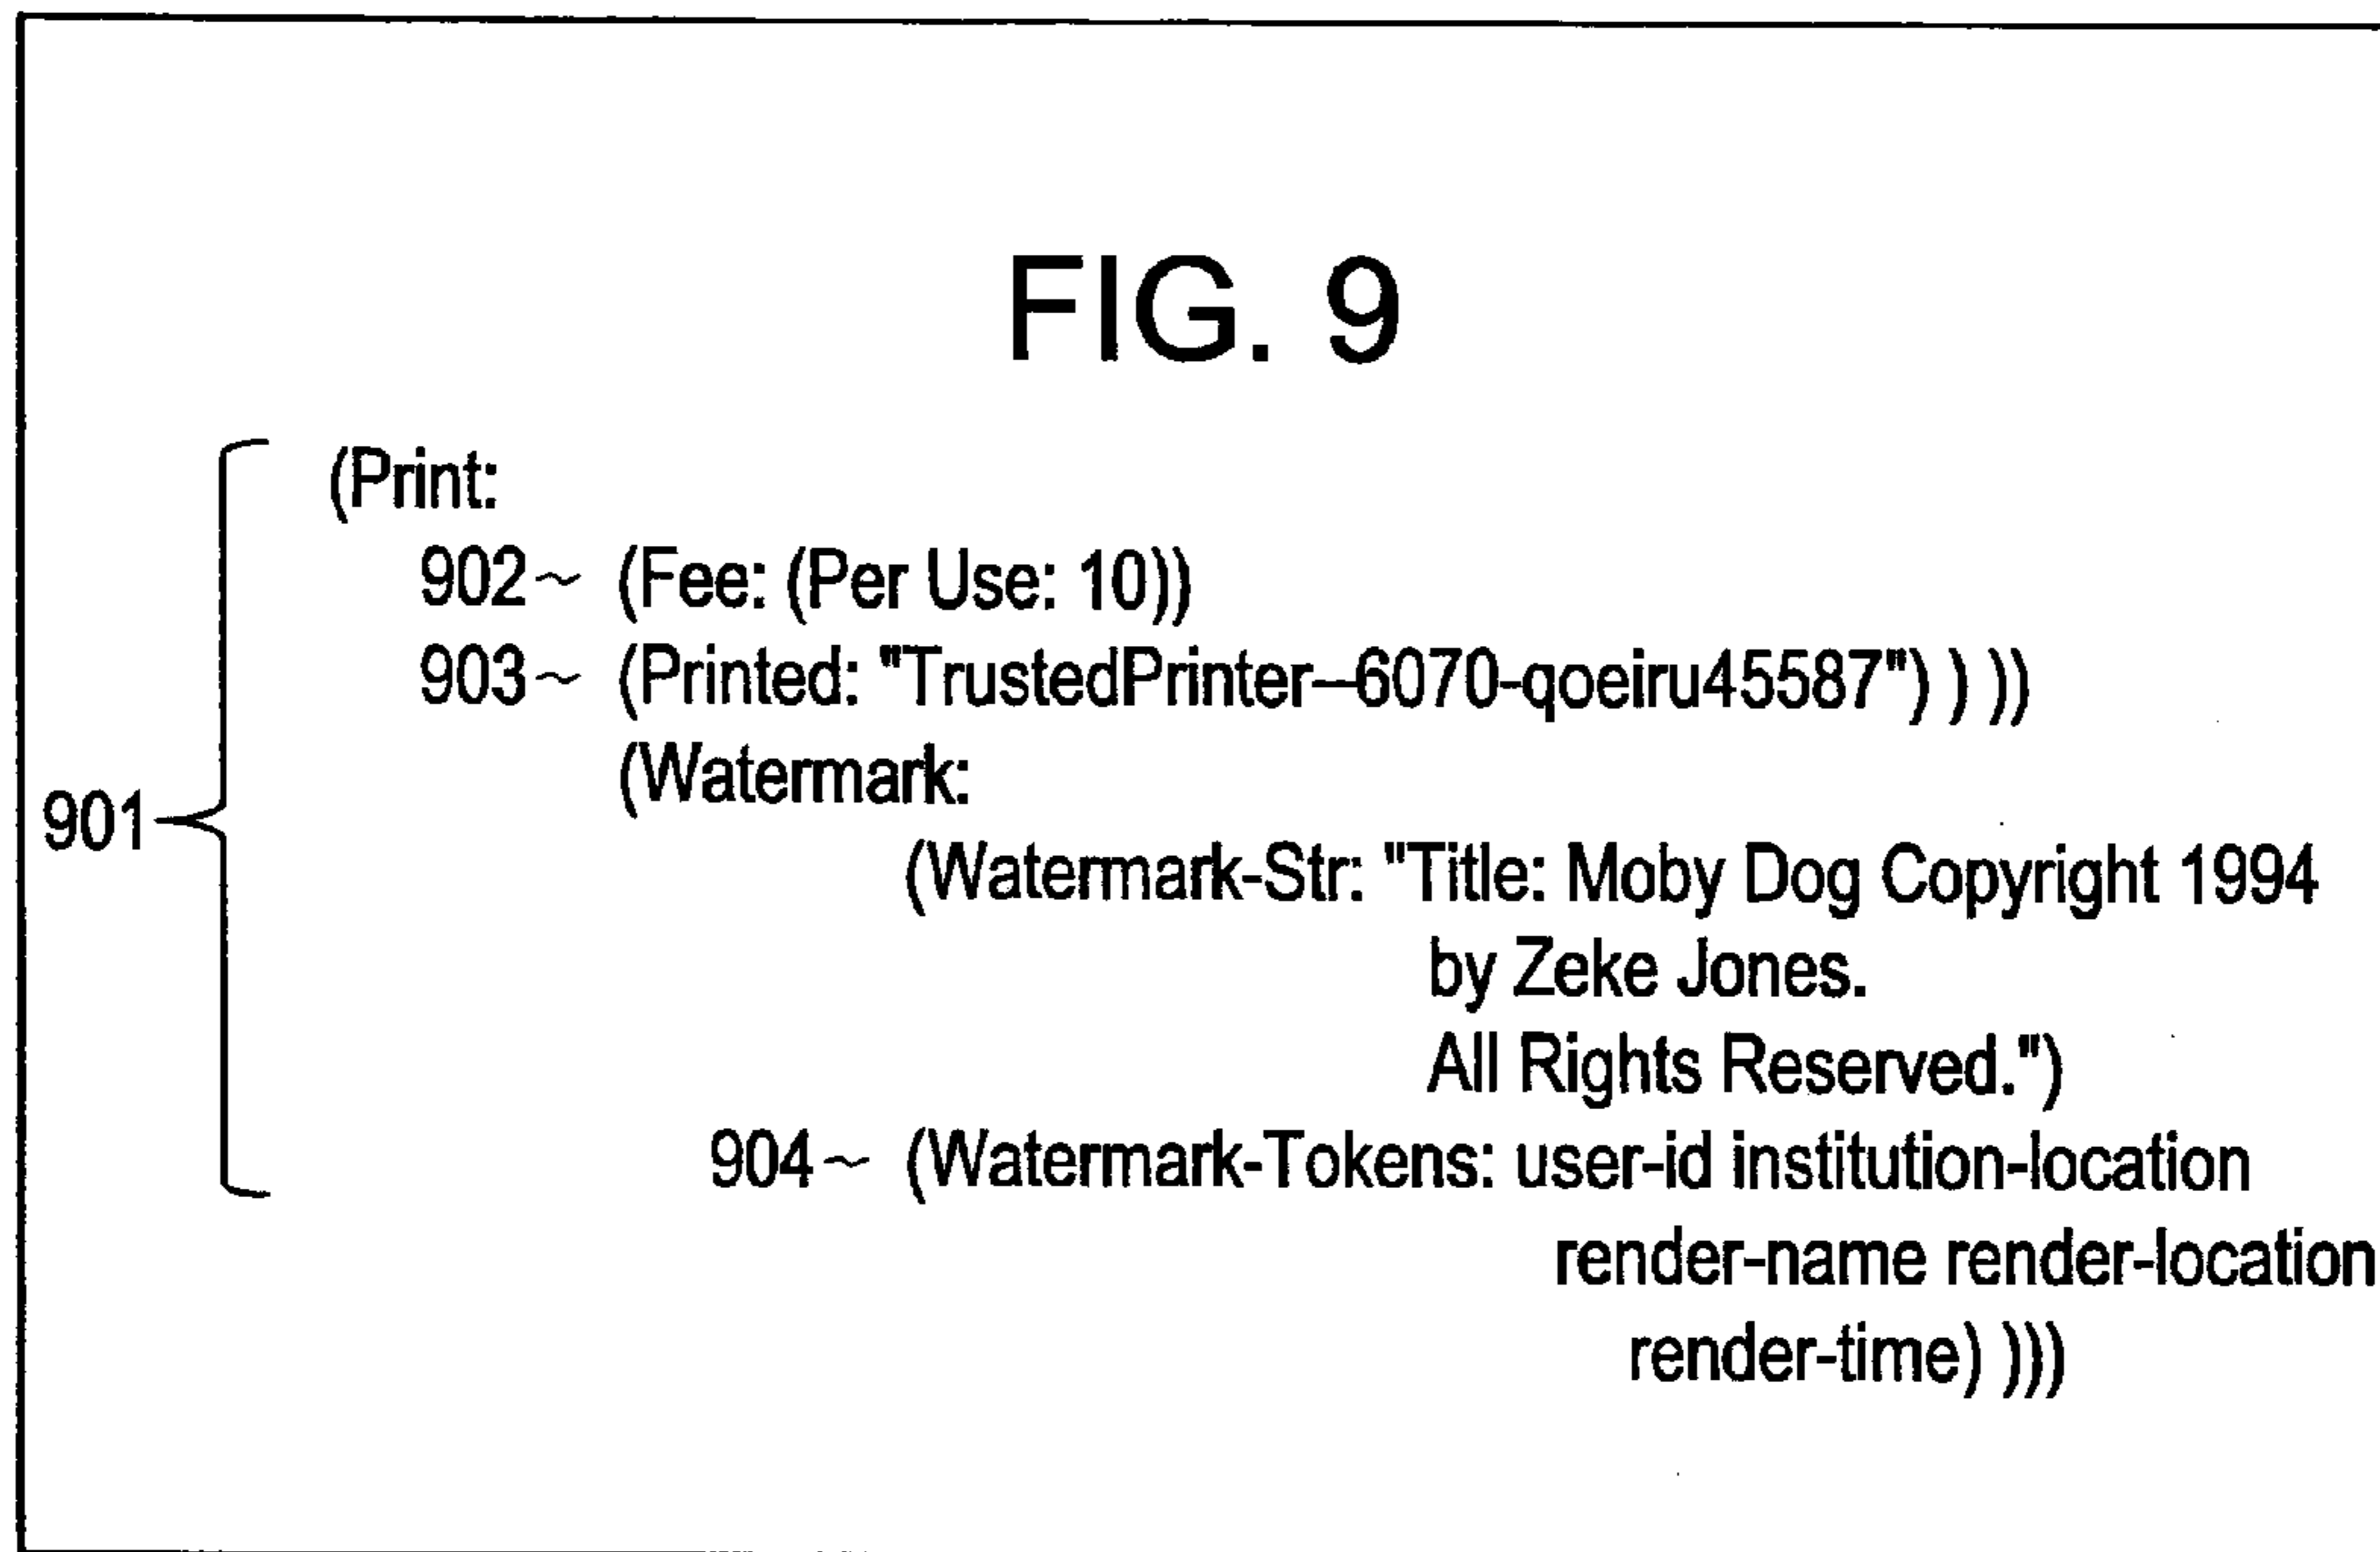 FIG. 9
(Print:
902~ (Fee: (Per Use: 10))
903~ (Printed: "TrustedPrinter--6070-qoeiru45587") ) ))
(Watermark:
901
(Watermark-Str: "Title: Moby Dog Copyright 1994
by Zeke Jones.
All Rights Reserved.")
904~ (Watermark-Tokens: user-id institution-location
render-name render-location
render-time) )))